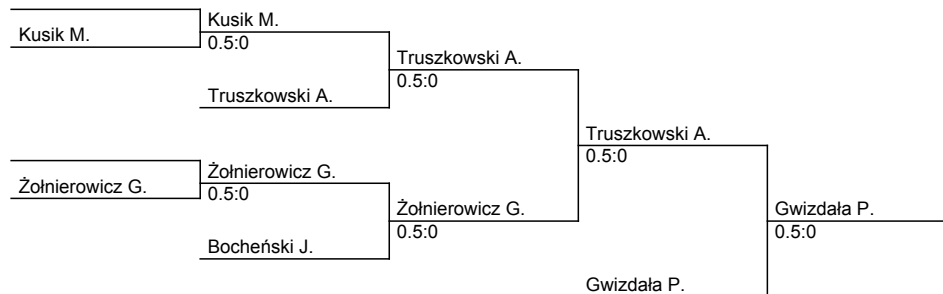 Kusik M.
Kusik M.
0.5:0
Truszkowski A.
Truszkowski A.
0.5:0
Truszkowski A.
0.5:0
Żołnierowicz G.
Żołnierowicz G.
0.5:0
Żołnierowicz G.
0.5:0
Bocheński J.
Gwizdała P.
0.5:0
Gwizdała P.